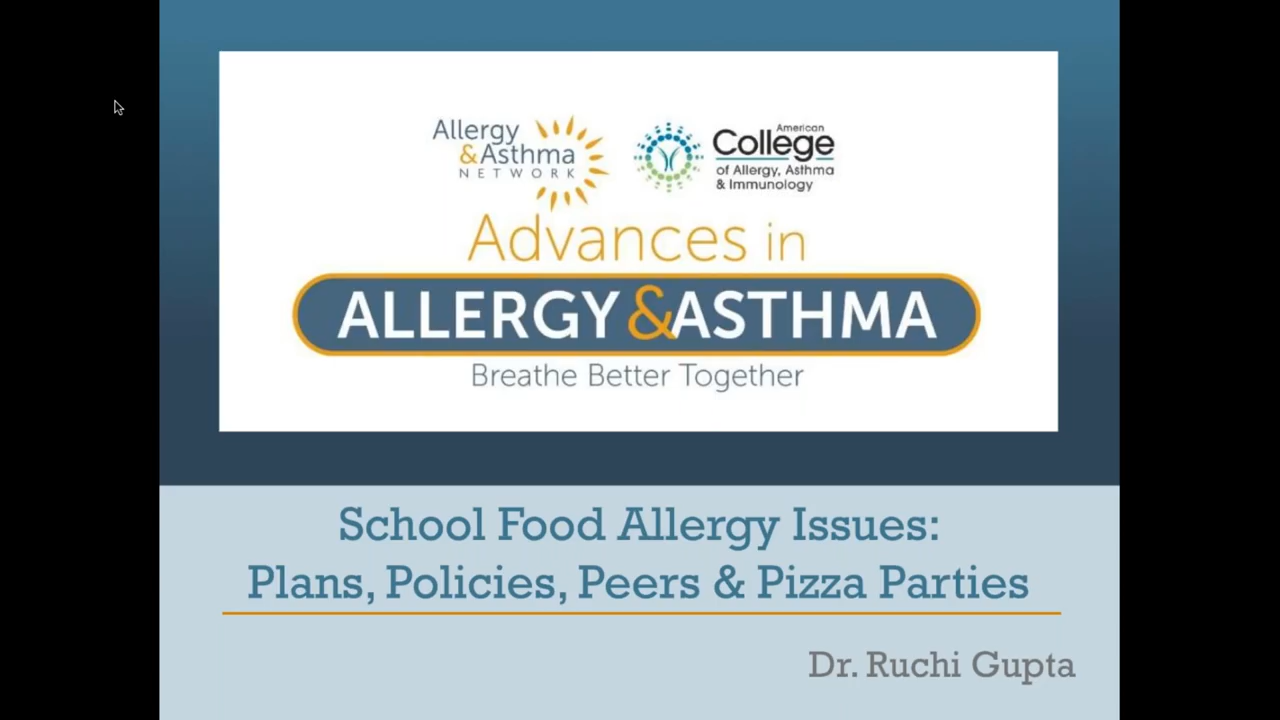 Allergy
&Asthma
NETWORK
American
College
of Allergy, Asthma
& Immunology
Advances in
ALLERGY & ASTHMA
Breathe Better Together
School Food Allergy Issues:
Plans, Policies, Peers & Pizza Parties
Dr. Ruchi Gupta